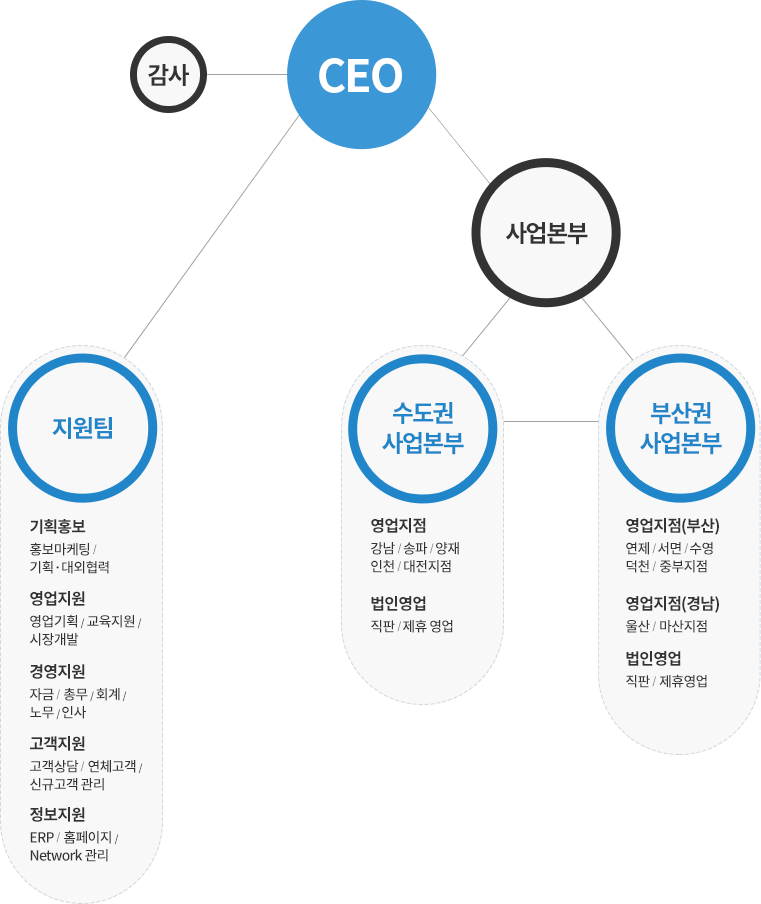 감사
CEO
사업본부
지원팀
기획홍보
홍보마케팅 /
기획·대외협력
영업지원
영업기획 / 교육지원 /
시장개발
경영지원
자금 / 총무 / 회계 /
노무 / 인사
고객지원
고객상담 / 연체고객 /
신규고객 관리
정보지원
ERP / 홈페이지 /
Network 관리
수도권
사업본부
영업지점
강남 / 송파 / 양재
인천 / 대전지점
법인영업
직판 / 제휴 영업
부산권
사업본부
영업지점(부산)
연제 / 서면 / 수영
덕천 / 중부지점
영업지점(경남)
울산 / 마산지점
법인영업
직판 / 제휴영업